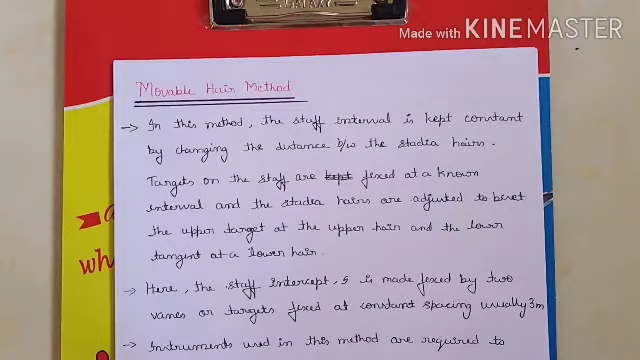 GALAXY
Made with KINEMASTER
Movable Hair Method
→ In this method, the staff interval is kept constant
by changing the distance b/w the stadia hairs.
Targets on the staff are kept fixed at a known
interval and the stadia hairs are adjusted to bisect
the upper target at the upper hair and the lower
tangent at a lower hair.
→ Here, the staff Intercept, s is made fixed by two
vanes or targets fixed at constant spacing usually 3m
→ Instruments used in this method are required to
wh